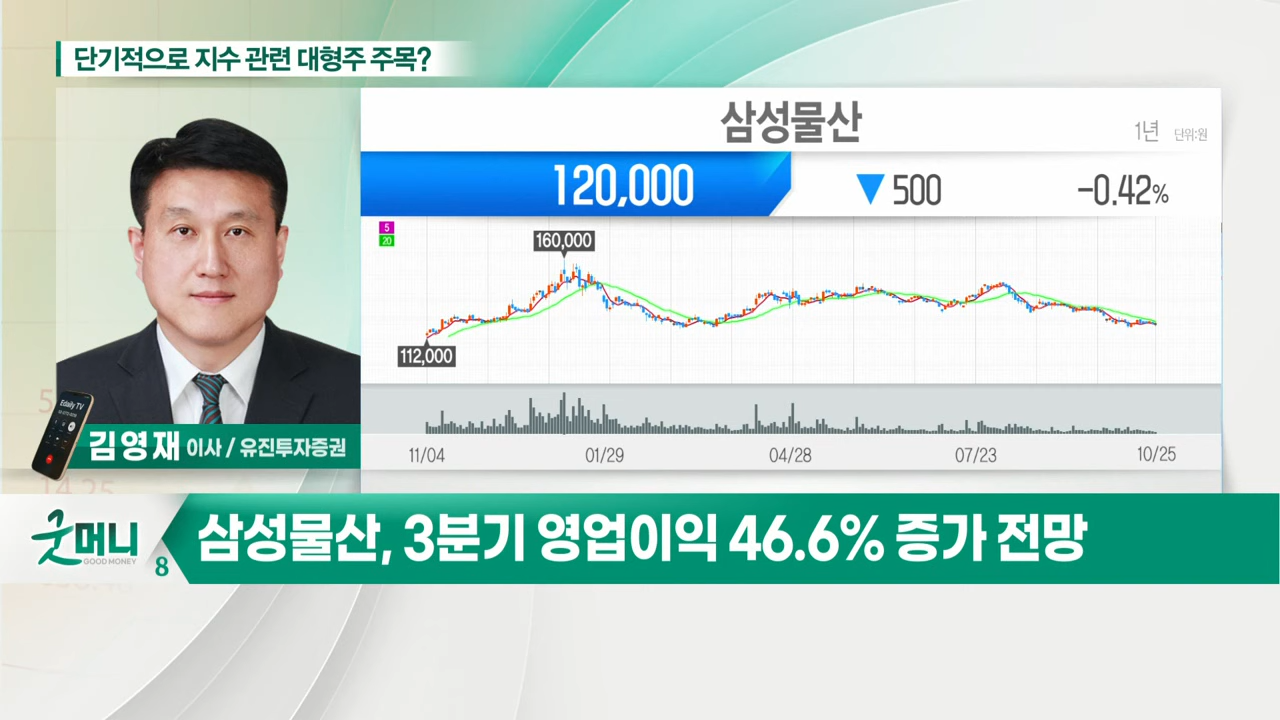 단기적으로 지수 관련 대형주 주목?
삼성물산
1년 단위:원
120,000 ▼500 -0.42%
5
20
160,000
112,000
11/04 01/29 04/28 07/23 10/25
Edaily TV
김영재 이사 / 유진투자증권
14.25
굿머니
GOOD MONEY
8
삼성물산, 3분기 영업이익 46.6% 증가 전망